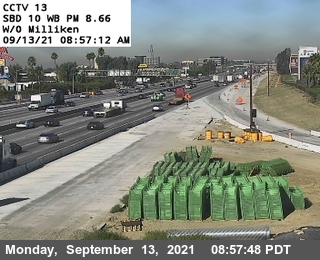 CCTV 13
SBD 10 WB PM 8.66
W/O Milliken
09/13/21 08:57:12 AM
Monday, September 13, 2021 08:57:48 PDT